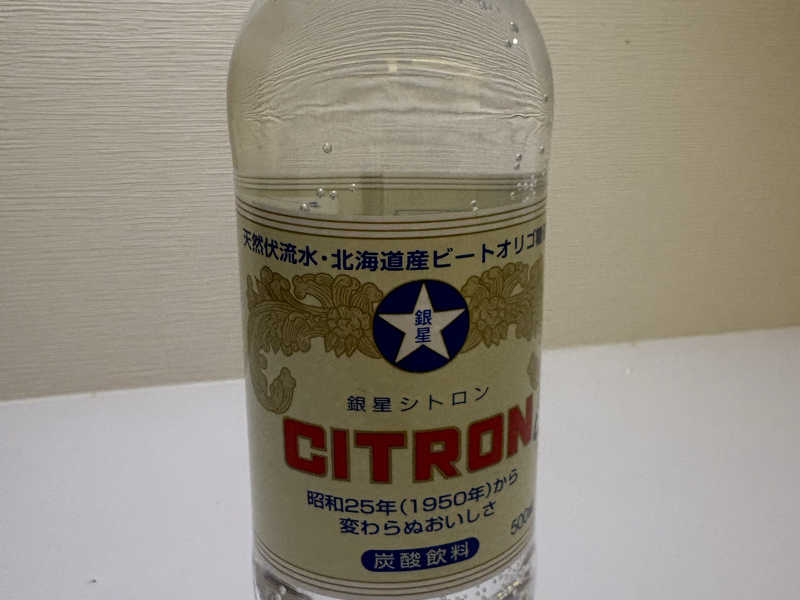 天然伏流水・北海道産ビートオリゴ糖
銀
星
銀星シトロン
CITRON
昭和25年(1950年)から
変わらぬおいしさ
500
炭酸飲料